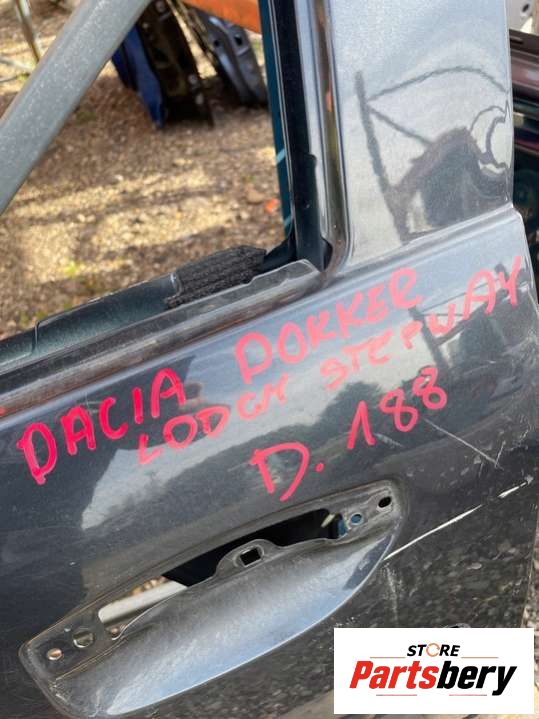 DACIA DOKKER
LODGY STEPWAY
D. 188
STORE
Partsbery